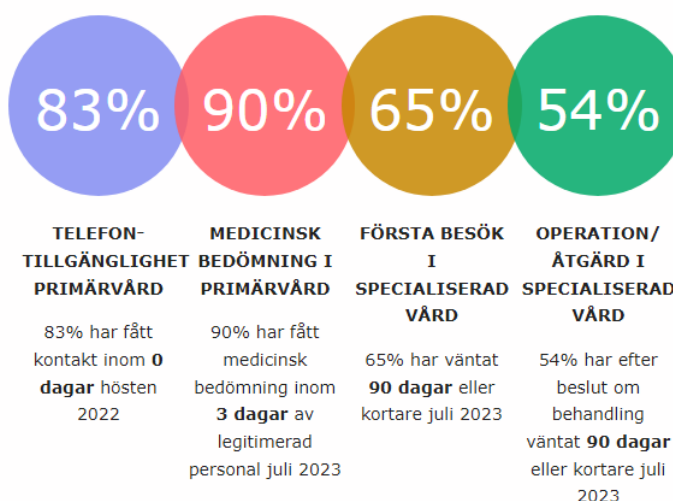 83%
90%
65%
54%
TELEFON-
TILLGÄNGLIGHET
PRIMÄRVÅRD
83% har fått
kontakt inom 0
dagar hösten
2022
MEDICINSK
BEDÖMNING I
PRIMÄRVÅRD
90% har fått
medicinsk
bedömning inom
3 dagar av
legitimerad
personal juli 2023
FÖRSTA BESÖK
I
SPECIALISERAD
VÅRD
65% har väntat
90 dagar eller
kortare juli 2023
OPERATION/
ÅTGÄRD I
SPECIALISERAD
VÅRD
54% har efter
beslut om
behandling
väntat 90 dagar
eller kortare juli
2023